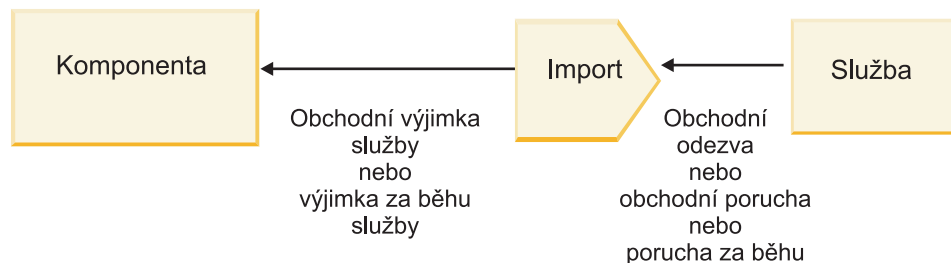 Komponenta
Import
Služba
Obchodní výjimka
služby
nebo
výjimka za běhu
služby
Obchodní
odezva
nebo
obchodní porucha
nebo
porucha za běhu